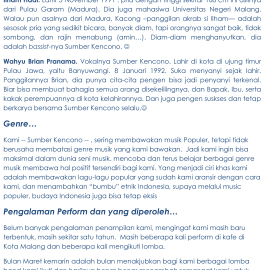 Ilham Hadi. Lahir 3 November 1991
dari Pulau Garam (Madura). Dia juga mahasiswa Universitas Negeri Malang.
Walau pun asalnya dari Madura, Kacong –panggilan akrab si Ilham— adalah
sesosok pria yang sedikit bicara, banyak diam, tapi orangnya sangat baik, tidak
sombong, dan rajin menabung (amin…). Diam-diam menghanyutkan, dia
adalah bassist-nya Sumber Kencono. ☺
Wahyu Brian Pranama. Vokalnya Sumber Kencono. Lahir di kota di ujung timur
Pulau Jawa, yaitu Banyuwangi, 8 Januari 1992. Suka menyanyi sejak lahir.
Panggilannya Brian, dia punya cita-cita pengen bisa jadi penyanyi terkenal.
Biar bisa membuat bahagia semua orang disekelilingnya, dan Bapak, Ibu, serta
kakak perempuannya di kota kelahirannya. Dan juga pengen suskses dan tetap
berkarya bersama Sumber Kencono selalu.☺
Genre…
Kami -- Sumber Kencono -- , sering membawakan musik Populer, tetapi tidak
berusaha membatasi genre musik yang kami bawakan. Jadi kami ingin bisa
maksimal dalam dunia seni musik, mencoba dan terus belajar berbagai genre
musik membawa hal positif tersendiri bagi kami. Yang menjadi ciri khas kami
adalah membawakan lagu-lagu popular yang sudah kami aransir dengan cara
kami, dan menambahkan “bumbu” etnik Indonesia, supaya melalui music
populer, budaya Indonesia juga bisa tetap eksis
Pengalaman Perform dan yang diperoleh…
Belum banyak pengalaman penampilan kami, mengingat kami masih baru
terbentuk, masih sekitar satu tahun. Masih beberapa kali perform di kafe di
Kota Malang dan beberapa kali mengikuti lomba.
Bulan Maret kemarin adalah bulan menakjubkan bagi kami berbagai lomba